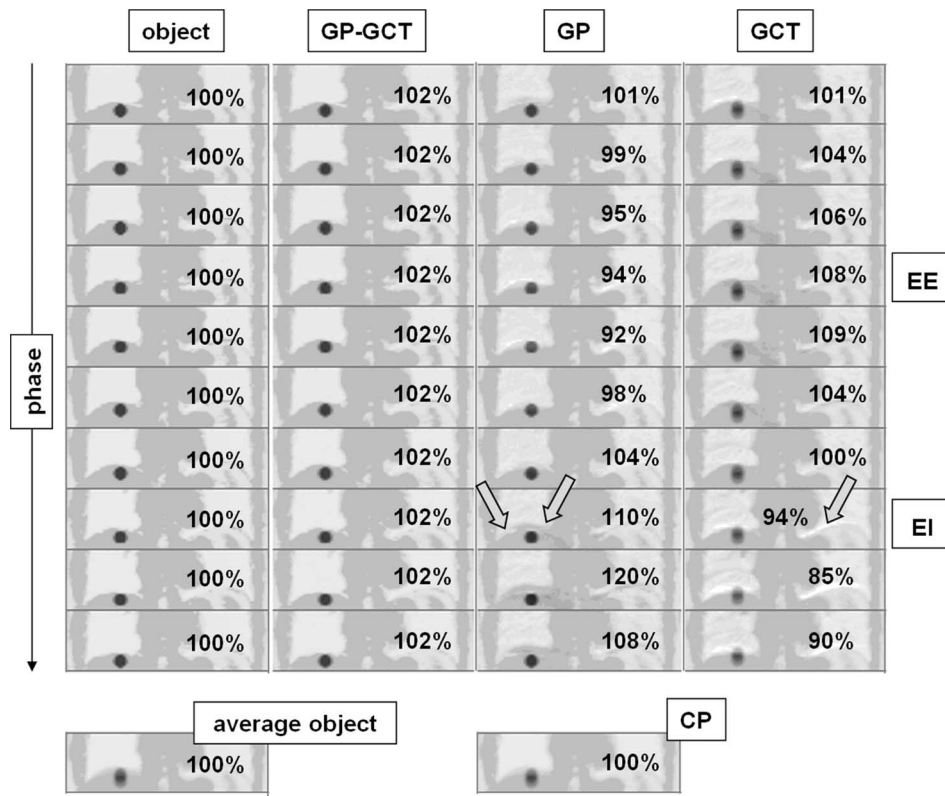 object GP-GCT GP GCT
100% 102% 101% 101%
100% 102% 99% 104%
100% 102% 95% 106%
100% 102% 94% 108% EE
100% 102% 92% 109%
phase
100% 102% 98% 104%
100% 102% 104% 100%
100% 102% 110% 94% EI
100% 102% 120% 85%
100% 102% 108% 90%
average object CP
100% 100%